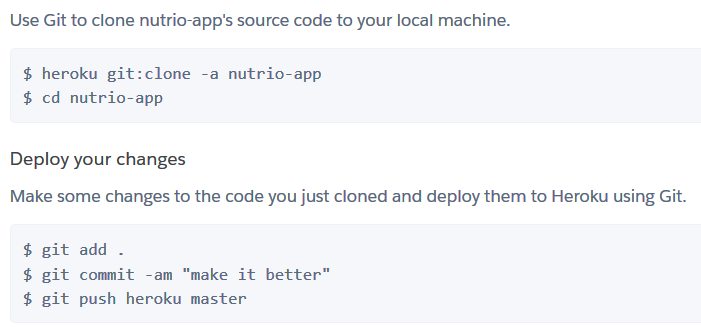 Use Git to clone nutrio-app's source code to your local machine.
$ heroku git:clone -a nutrio-app
$ cd nutrio-app
Deploy your changes
Make some changes to the code you just cloned and deploy them to Heroku using Git.
$ git add .
$ git commit -am "make it better"
$ git push heroku master